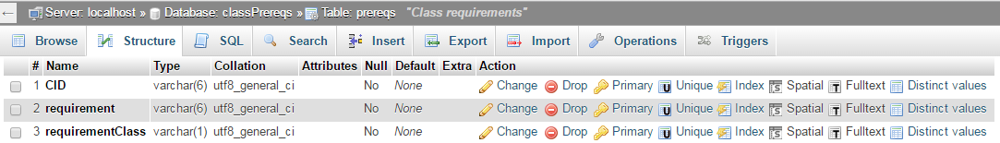 ← Server: localhost » Database: classPrereqs » Table: prereqs "Class requirements"
Browse Structure SQL Search Insert Export Import Operations Triggers
# Name Type Collation Attributes Null Default Extra Action
1 CID varchar(6) utf8_general_ci No None Change Drop Primary Unique Index Spatial Fulltext Distinct values
2 requirement varchar(6) utf8_general_ci No None Change Drop Primary Unique Index Spatial Fulltext Distinct values
3 requirementClass varchar(1) utf8_general_ci No None Change Drop Primary Unique Index Spatial Fulltext Distinct values